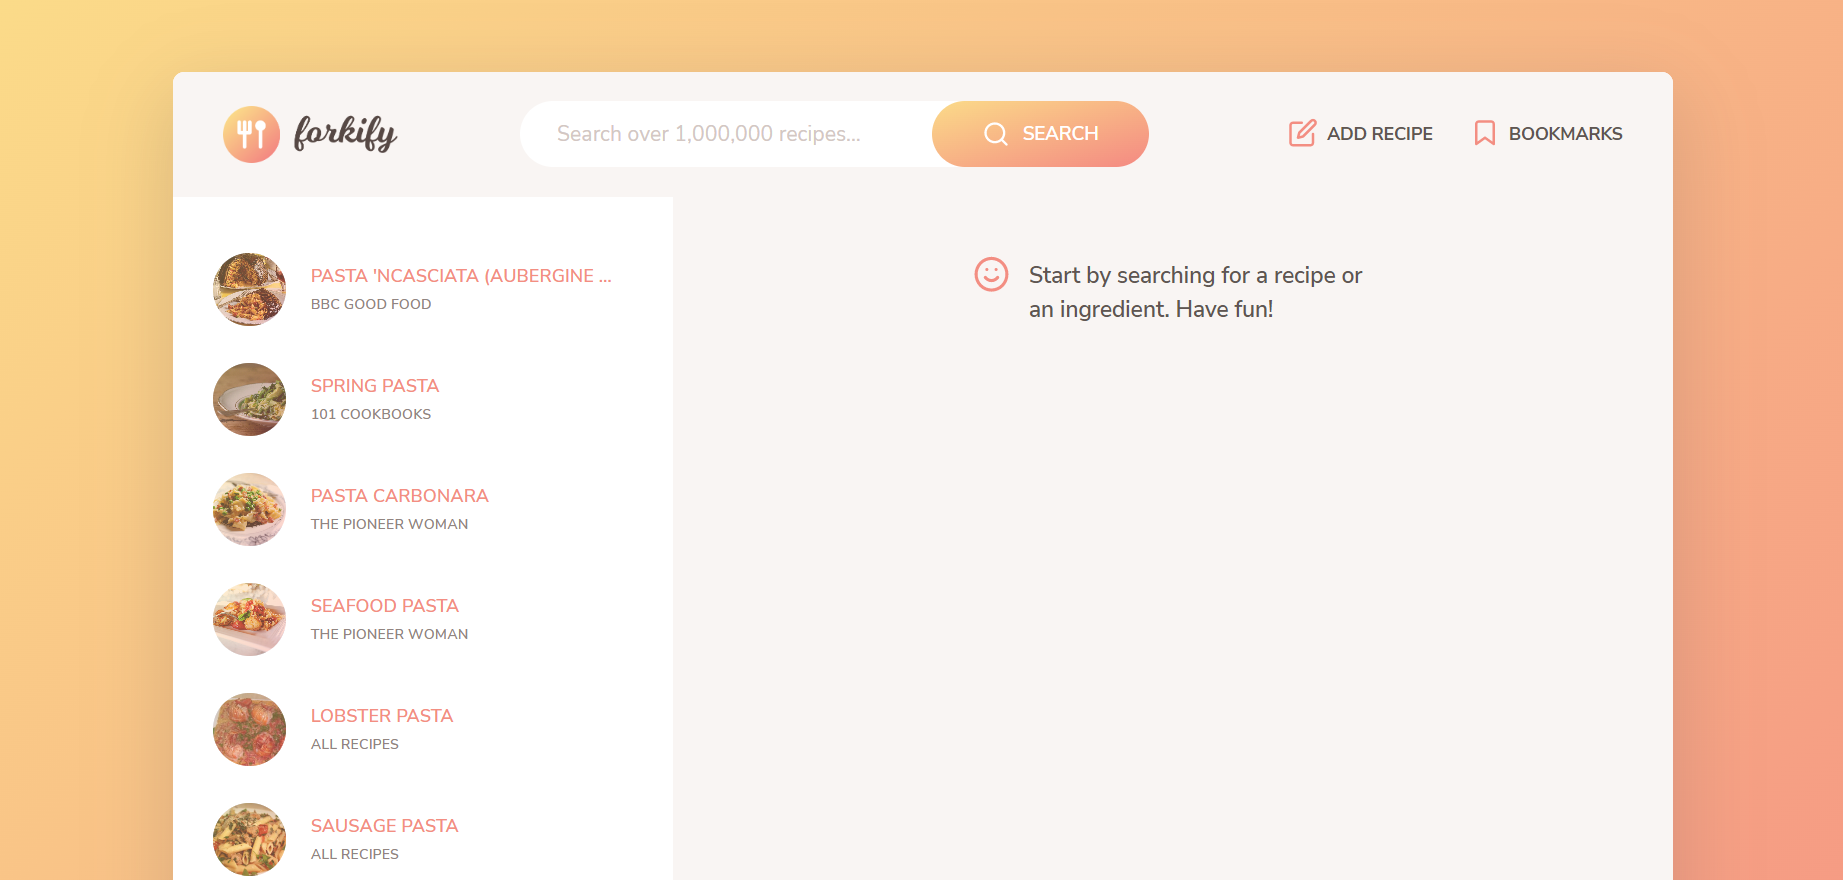 forkify
Search over 1,000,000 recipes...
SEARCH
ADD RECIPE
BOOKMARKS
PASTA 'NCASCIATA (AUBERGINE ...
BBC GOOD FOOD
SPRING PASTA
101 COOKBOOKS
PASTA CARBONARA
THE PIONEER WOMAN
SEAFOOD PASTA
THE PIONEER WOMAN
LOBSTER PASTA
ALL RECIPES
SAUSAGE PASTA
ALL RECIPES
Start by searching for a recipe or
an ingredient. Have fun!